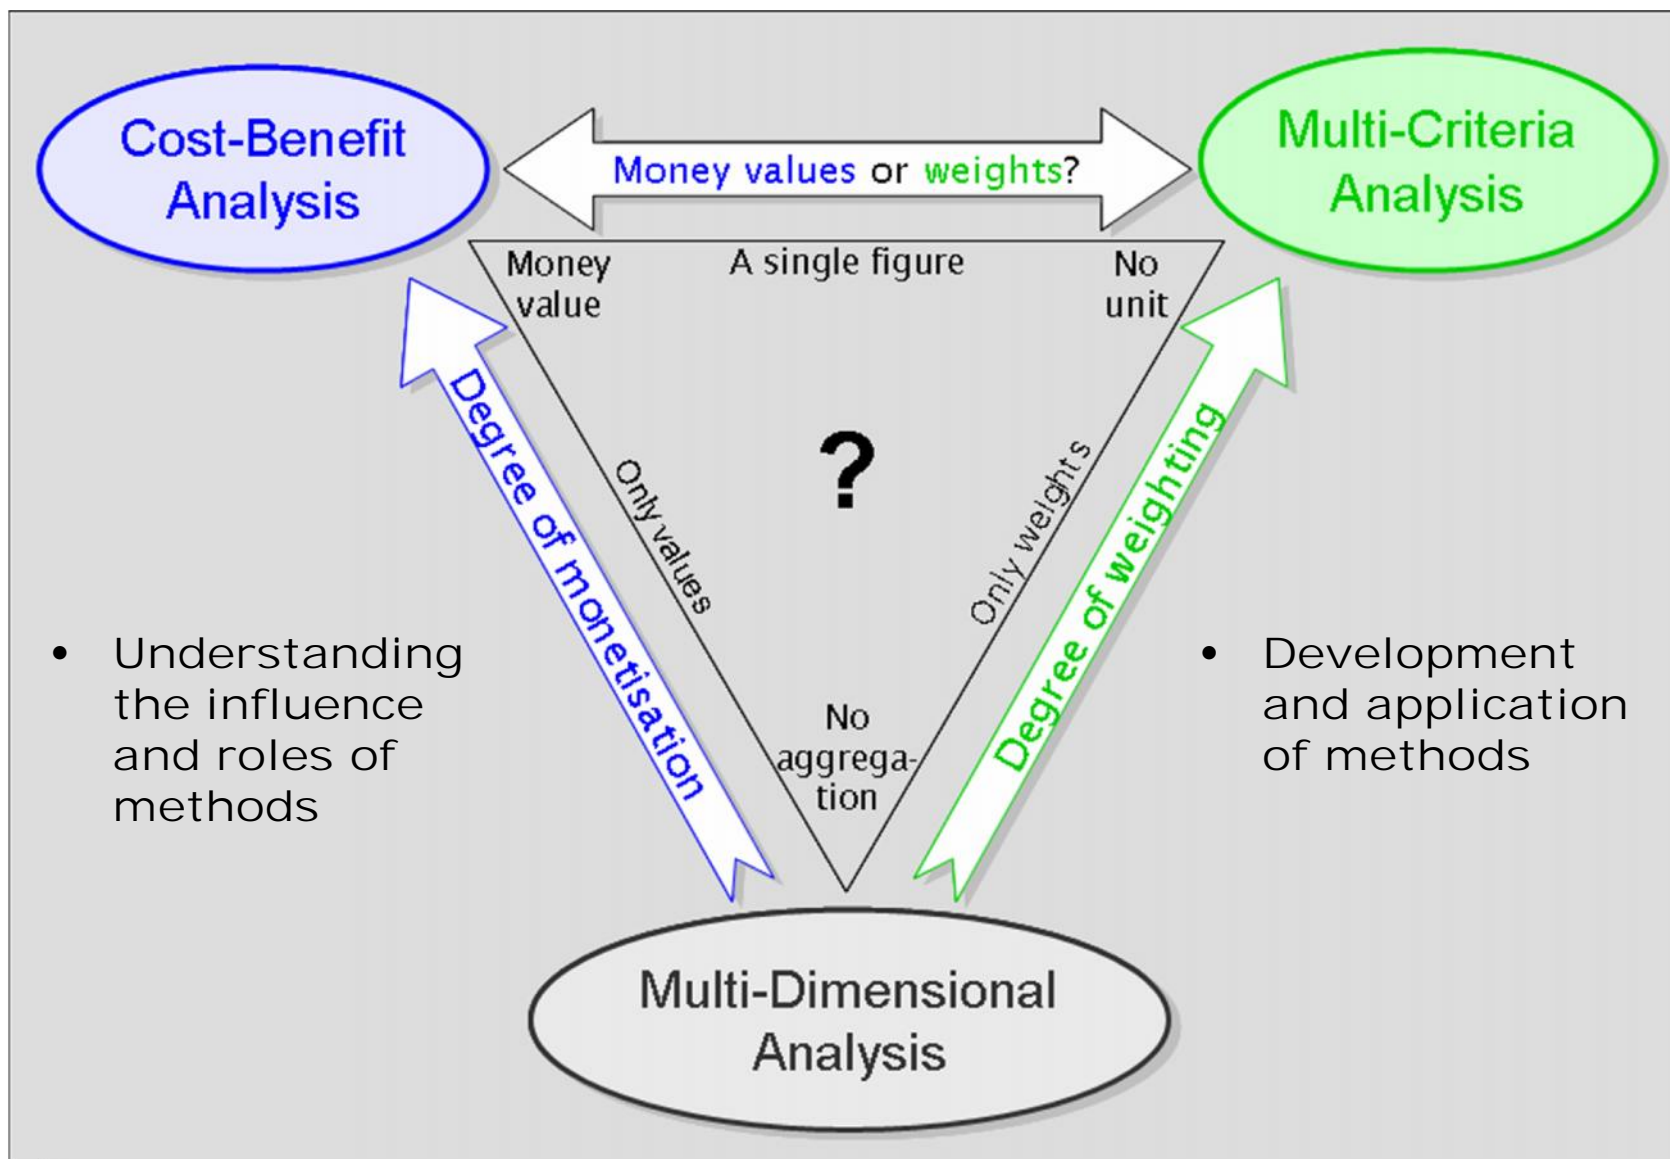 Cost-Benefit
Analysis
Money values or weights?
Multi-Criteria
Analysis
Money
value
A single figure
No
unit
Degree of monetisation
Only values
?
Only weights
Degree of weighting
• Understanding
the influence
and roles of
methods
No
aggrega-
tion
• Development
and application
of methods
Multi-Dimensional
Analysis